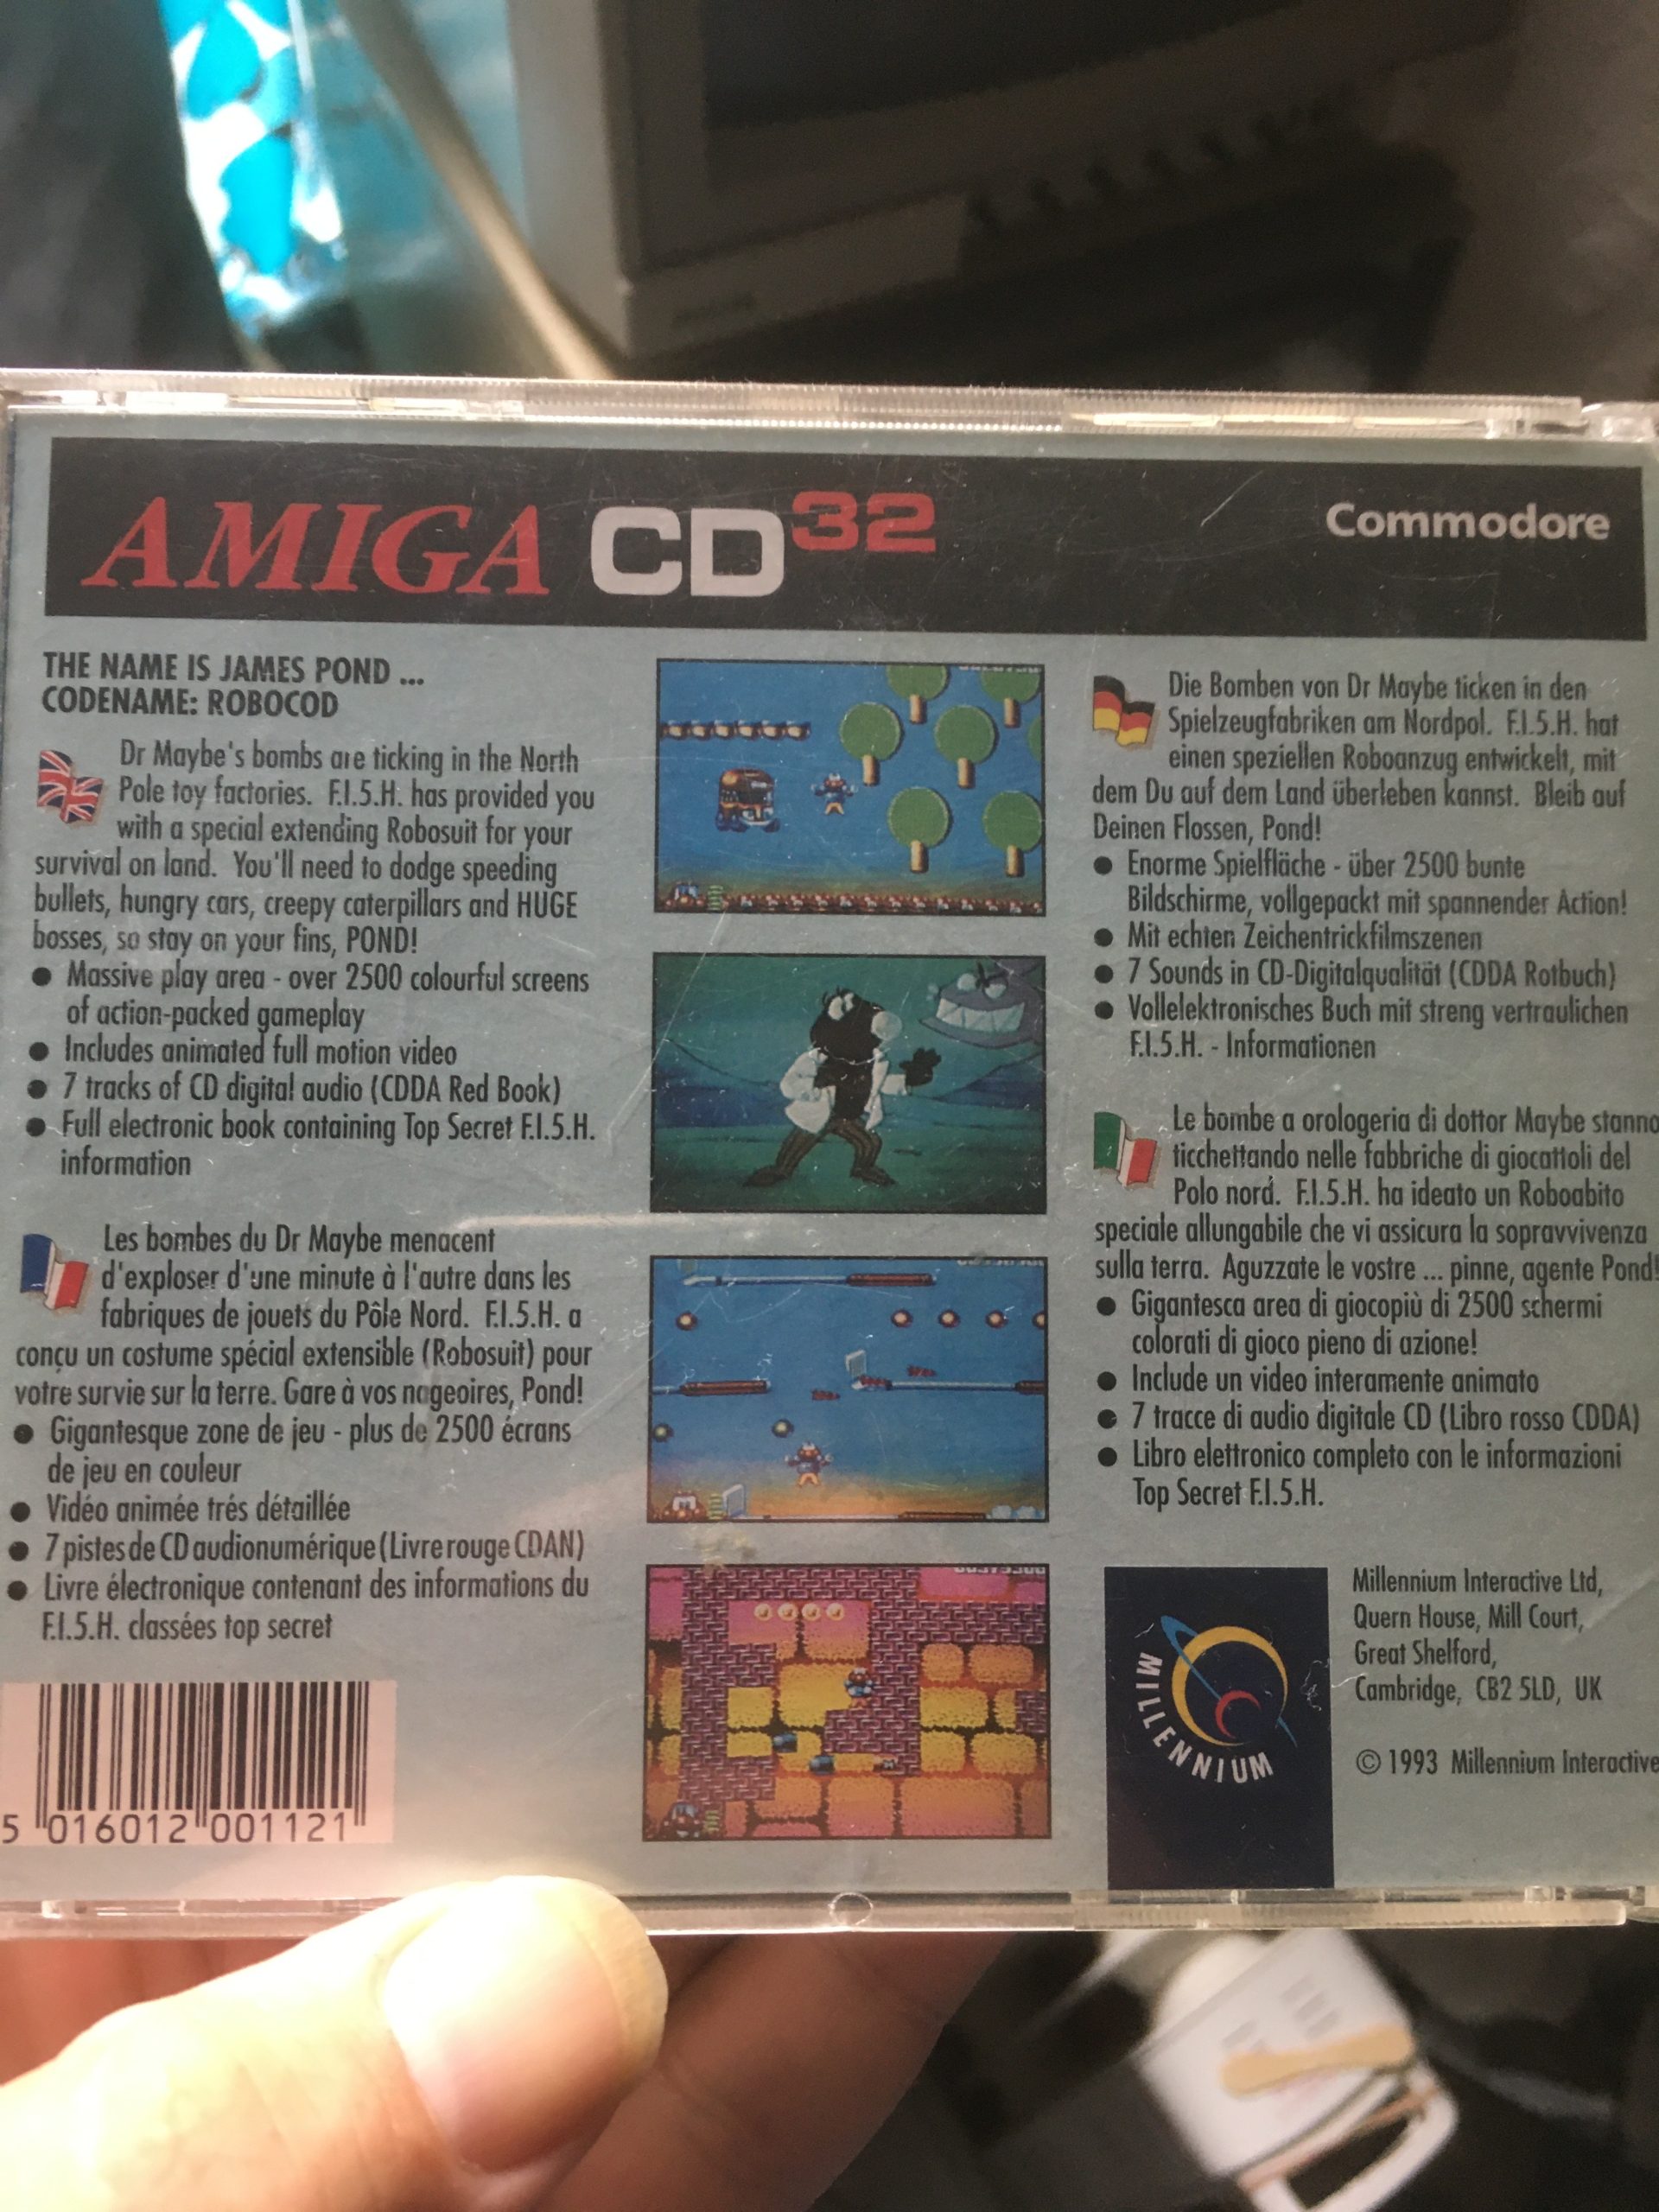 AMIGA CD32
Commodore
THE NAME IS JAMES POND ...
CODENAME: ROBOCOD
Dr Maybe's bombs are ticking in the North
Pole toy factories. F.I.5.H. has provided you
with a special extending Robosuit for your
survival on land. You'll need to dodge speeding
bullets, hungry cars, creepy caterpillars and HUGE
bosses, so stay on your fins, POND!
● Massive play area - over 2500 colourful screens
of action-packed gameplay
● Includes animated full motion video
● 7 tracks of CD digital audio (CDDA Red Book)
● Full electronic book containing Top Secret F.I.5.H.
information
Les bombes du Dr Maybe menacent
d'exploser d'une minute à l'autre dans les
fabriques de jouets du Pôle Nord. F.I.5.H. a
conçu un costume spécial extensible (Robosuit) pour
votre survie sur la terre. Gare à vos nageoires, Pond!
● Gigantesque zone de jeu - plus de 2500 écrans
de jeu en couleur
● Vidéo animée trés détaillée
● 7 pistes de CD audionumérique (Livre rouge CDAN)
● Livre électronique contenant des informations du
F.I.5.H. classées top secret
5 016012 001121
Die Bomben von Dr Maybe ticken in den
Spielzeugfabriken am Nordpol. F.I.5.H. hat
einen speziellen Roboanzug entwickelt, mit
dem Du auf dem Land überleben kannst. Bleib auf
Deinen Flossen, Pond!
● Enorme Spielfläche - über 2500 bunte
Bildschirme, vollgepackt mit spannender Action!
● Mit echten Zeichentrickfilmszenen
● 7 Sounds in CD-Digitalqualität (CDDA Rotbuch)
● Vollelektronisches Buch mit streng vertraulichen
F.I.5.H. - Informationen
Le bombe a orologeria di dottor Maybe stanno
ticchettando nelle fabbriche di giocattoli del
Polo nord. F.I.5.H. ha ideato un Roboabito
speciale allungabile che vi assicura la sopravvivenza
sulla terra. Aguzzate le vostre ... pinne, agente Pond!
● Gigantesca area di giocopiù di 2500 schermi
colorati di gioco pieno di azione!
● Include un video interamente animato
● 7 tracce di audio digitale CD (Libro rosso CDDA)
● Libro elettronico completo con le informazioni
Top Secret F.I.5.H.
MILLENNIUM
Millennium Interactive Ltd,
Quern House, Mill Court,
Great Shelford,
Cambridge, CB2 5LD, UK
© 1993 Millennium Interactive